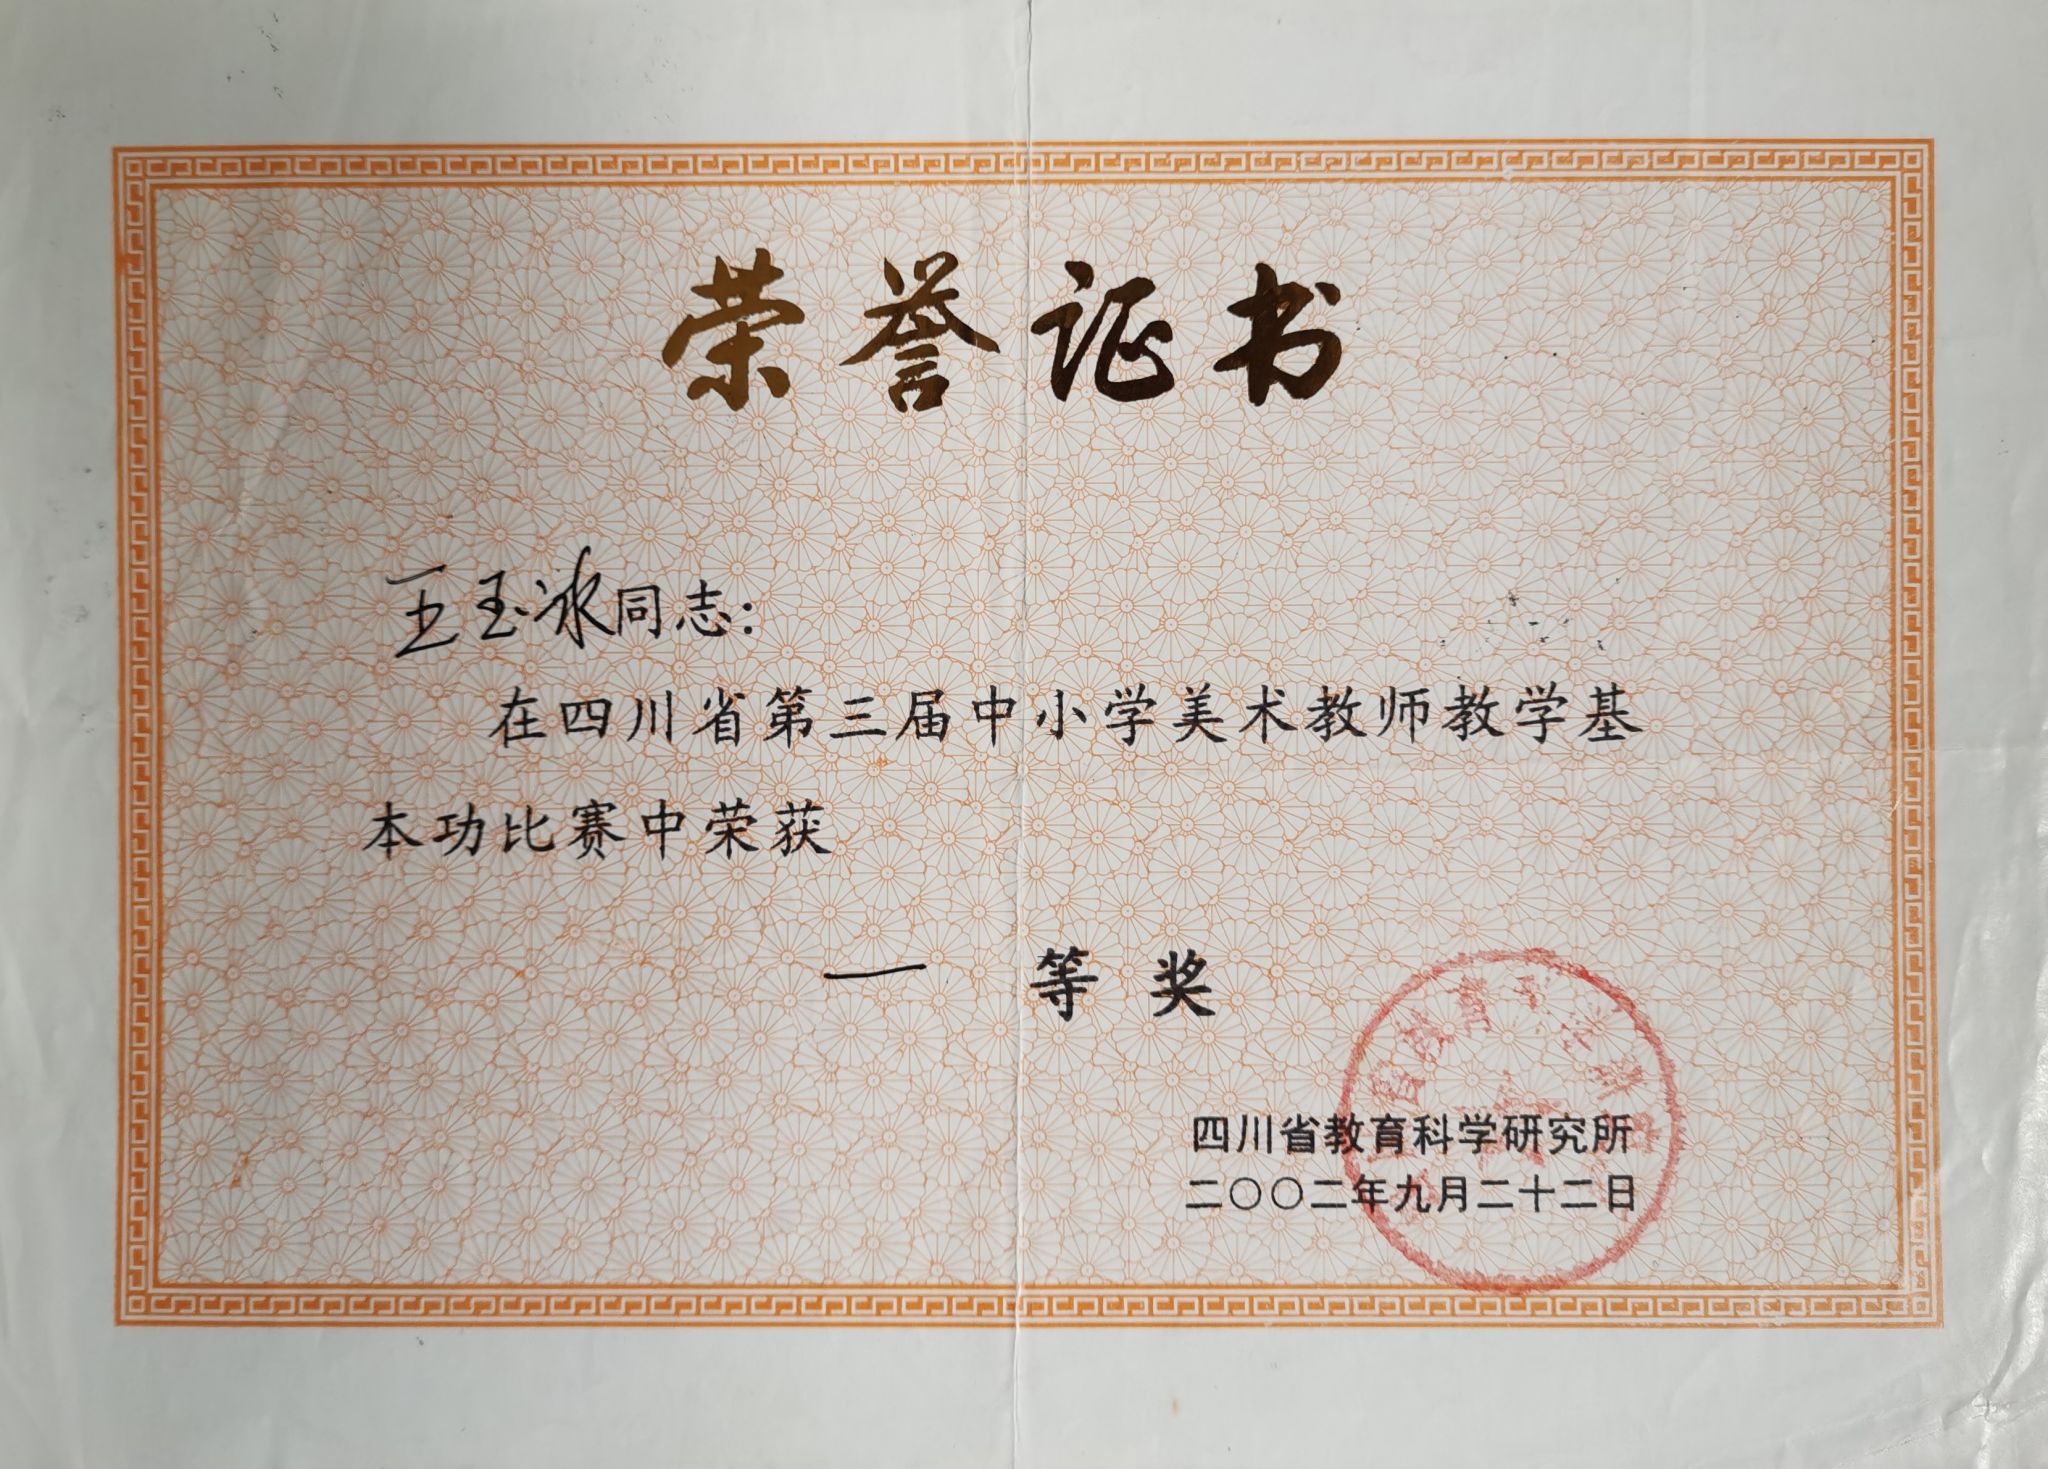 荣誉证书
王玉冰同志：
在四川省第三届中小学美术教师教学基
本功比赛中荣获
一 等 奖
四川省教育科学研究所
二〇〇二年九月二十二日